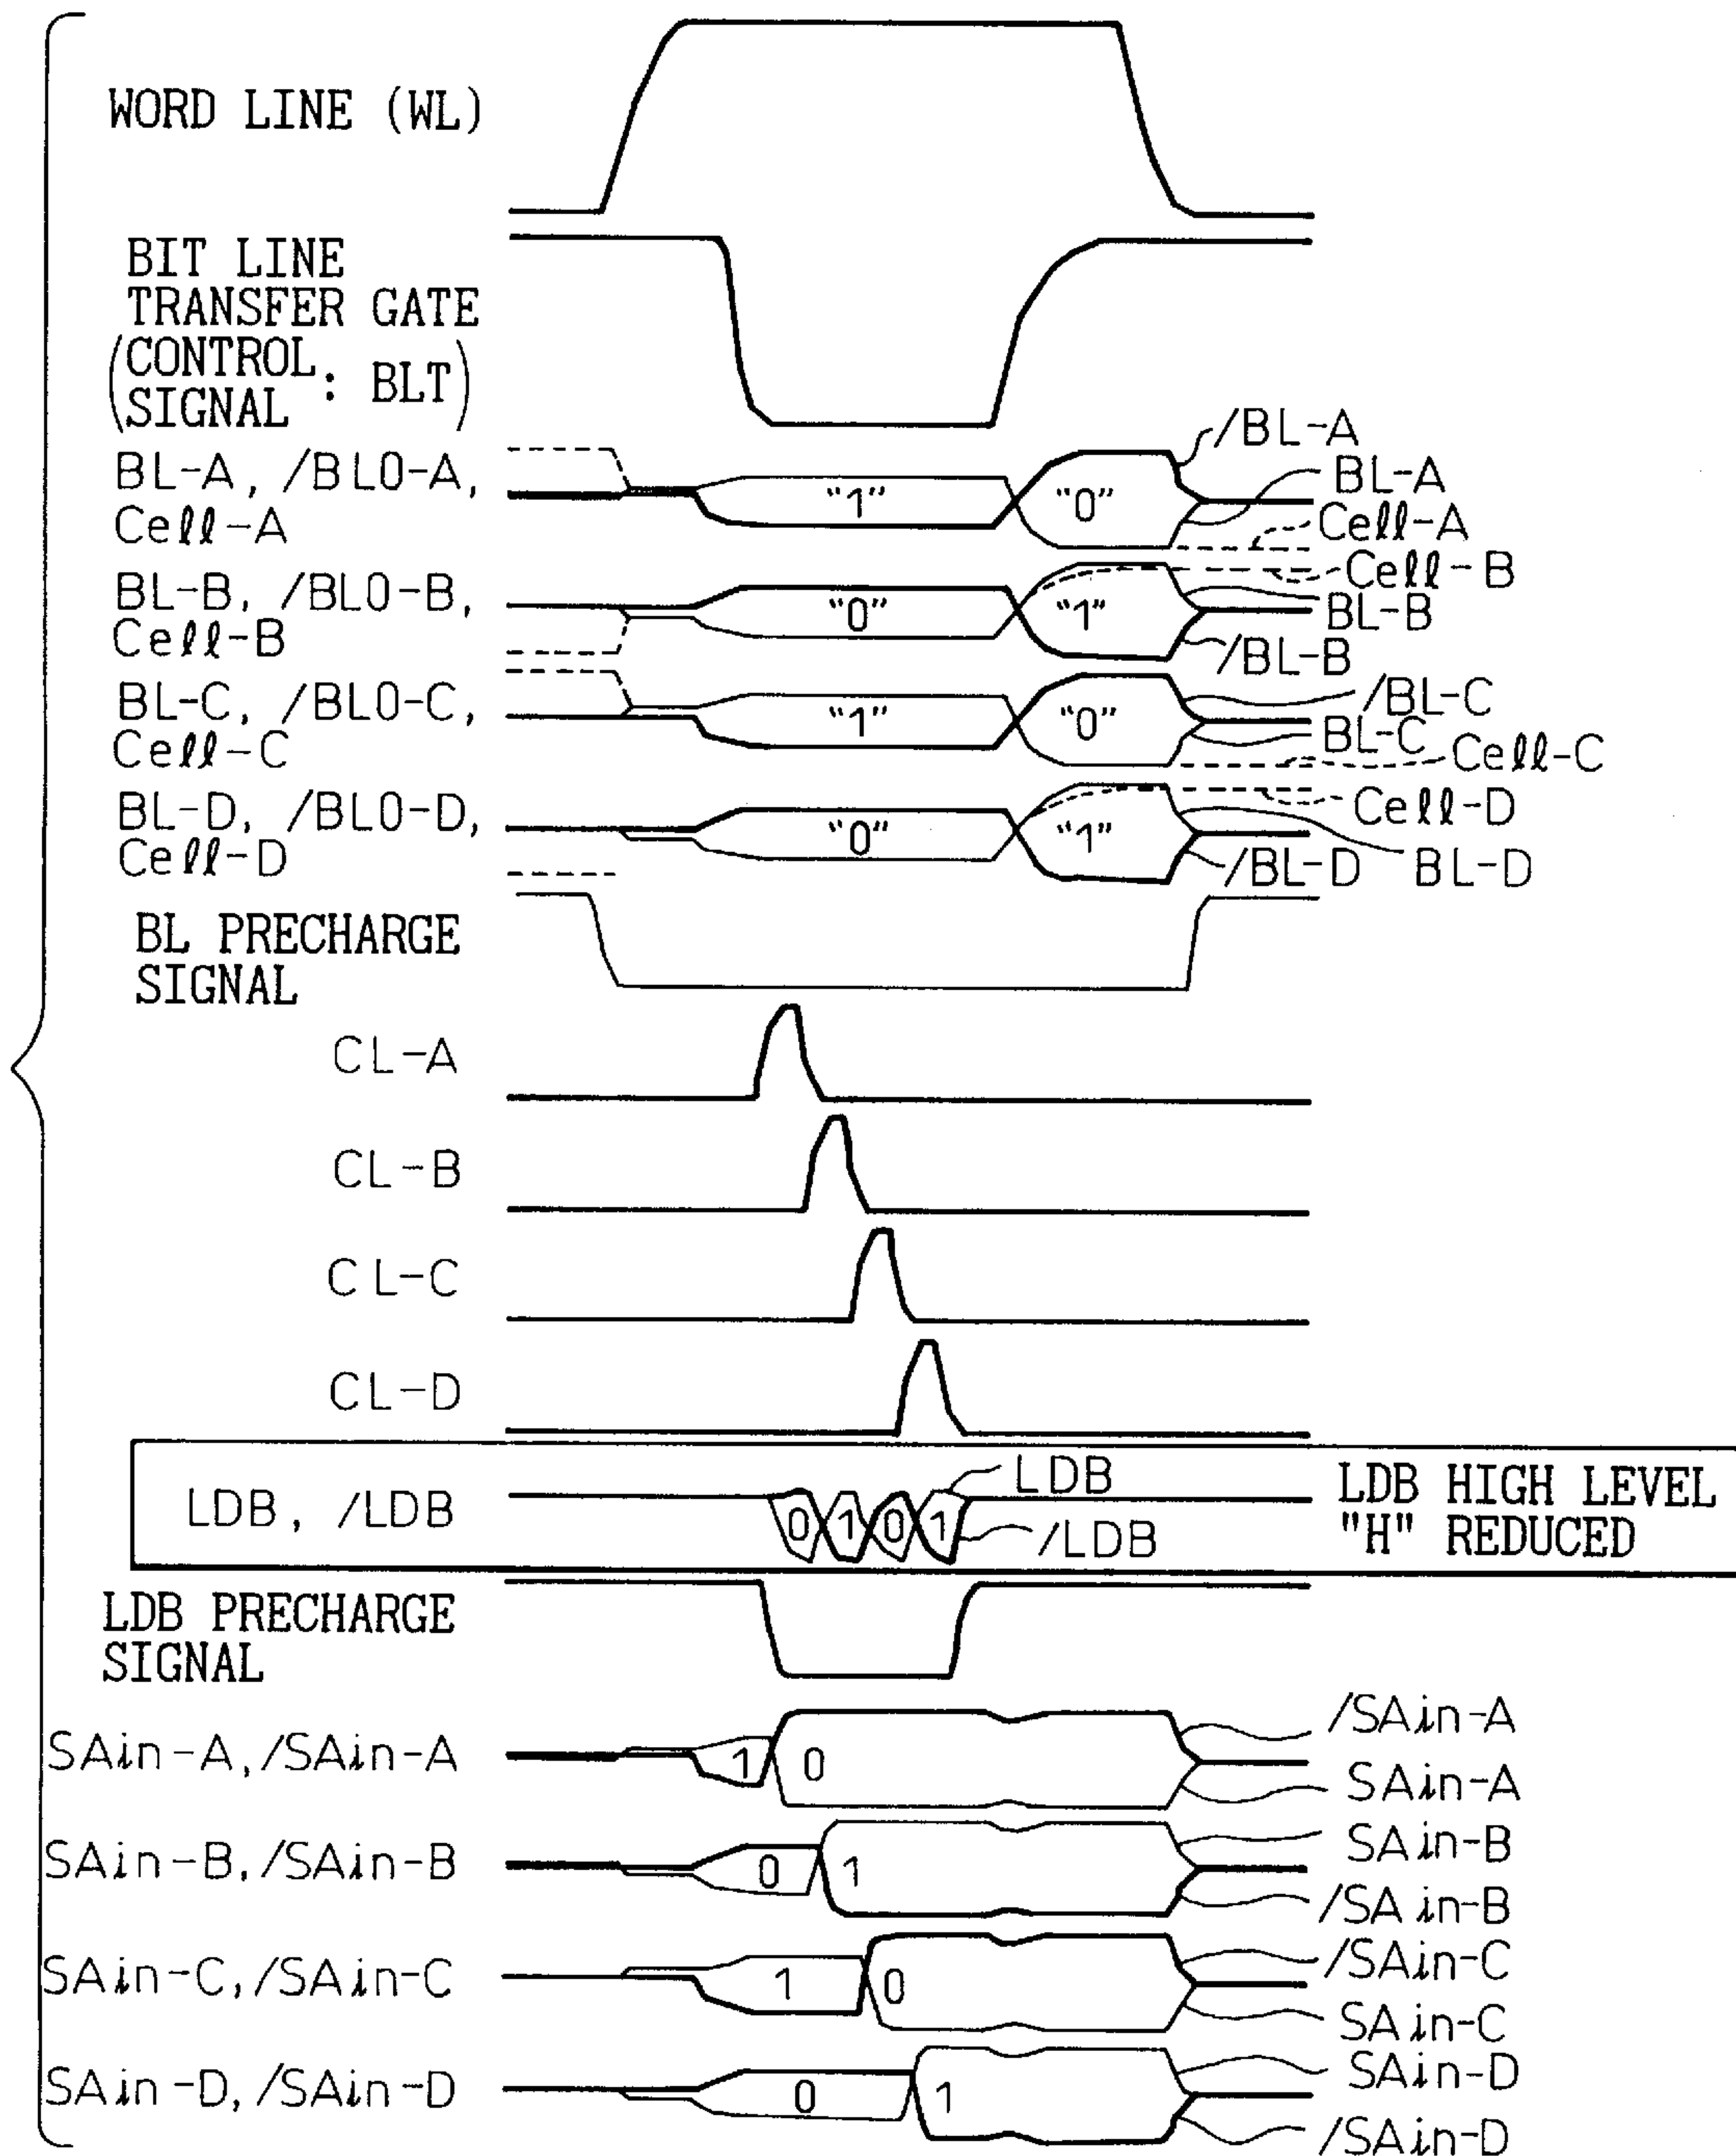 WORD LINE (WL)
BIT LINE
TRANSFER GATE
(CONTROL SIGNAL : BLT)
/BL-A
BL-A, /BL0-A,
BL-A
Cell-A
Cell-A
Cell-B
BL-B, /BL0-B,
BL-B
Cell-B
/BL-B
"1" "0"
"0" "1"
BL-C, /BL0-C,
/BL-C
BL-C
Cell-C
Cell-C
"1" "0"
BL-D, /BL0-D,
Cell-D
Cell-D
/BL-D BL-D
"0" "1"
BL PRECHARGE
SIGNAL
CL-A
CL-B
CL-C
CL-D
LDB, /LDB
0 1 0 1
LDB
/LDB
LDB HIGH LEVEL
"H" REDUCED
LDB PRECHARGE
SIGNAL
SAin-A, /SAin-A
1 0
/SAin-A
SAin-A
SAin-B, /SAin-B
0 1
SAin-B
/SAin-B
SAin-C, /SAin-C
1 0
/SAin-C
SAin-C
SAin-D, /SAin-D
0 1
SAin-D
/SAin-D